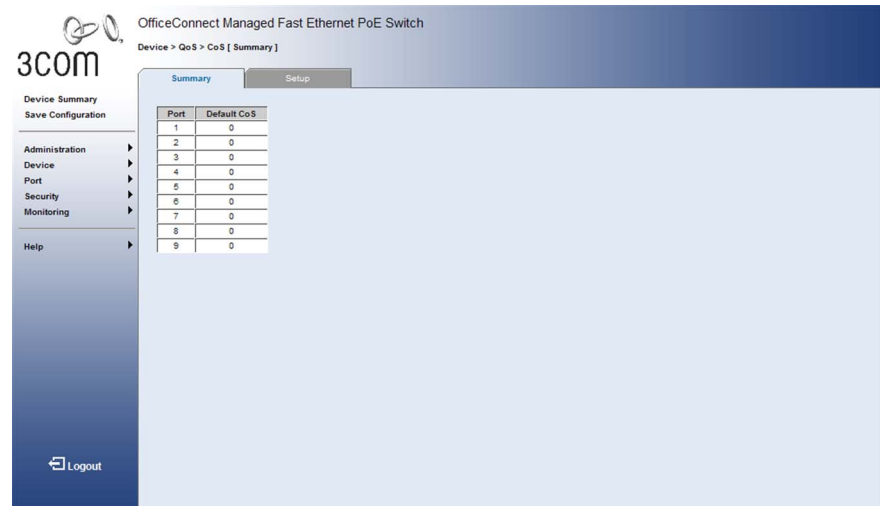 OfficeConnect Managed Fast Ethernet PoE Switch
Device > QoS > CoS [ Summary ]
3COM
Summary Setup
Device Summary
Save Configuration
Administration
Device
Port
Security
Monitoring
Help
Port Default CoS
1 0
2 0
3 0
4 0
5 0
6 0
7 0
8 0
9 0
Logout